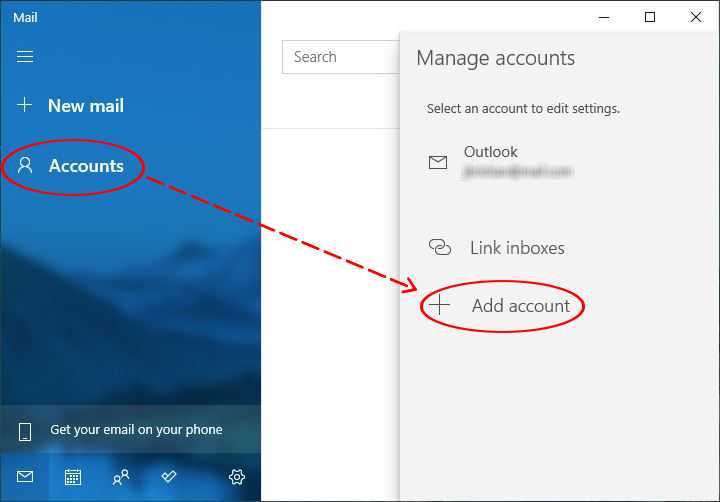 Mail
New mail
Accounts
Get your email on your phone
Search
Manage accounts
Select an account to edit settings.
Outlook
Link inboxes
Add account